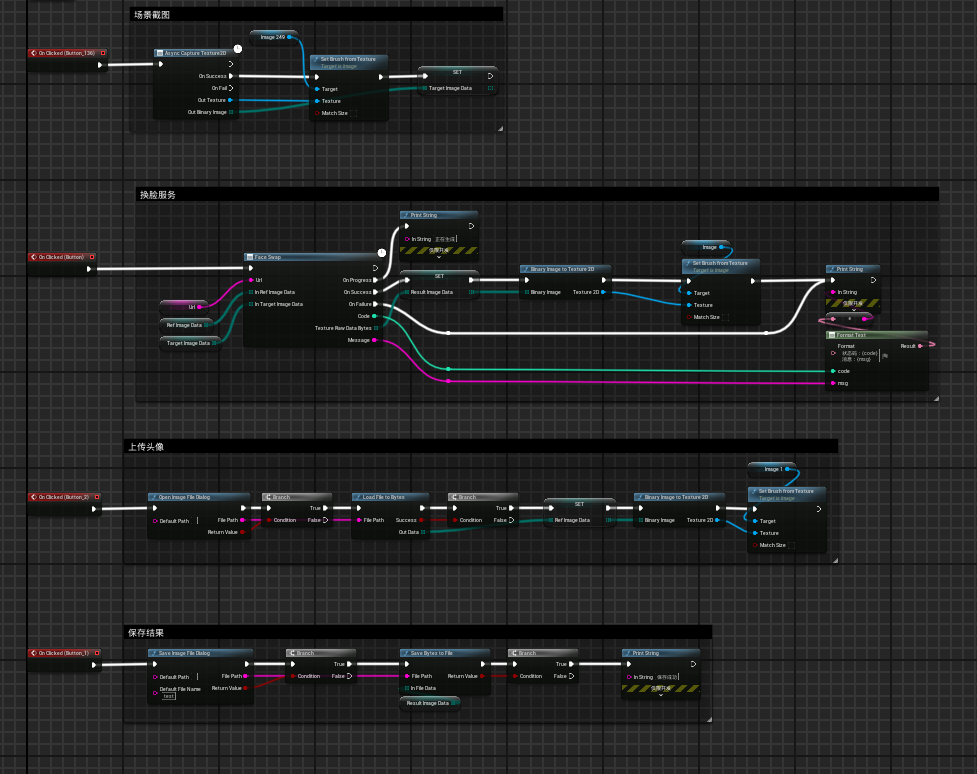 场景截图
On Clicked (Button_136)
Async Capture Texture2D
On Success
On Fail
Out Texture
Out Binary Image
Image 249
Set Brush from Texture
Target is Image
Target
Texture
Match Size
SET
Target Image Data
换脸服务
On Clicked (Button)
Url
Ref Image Data
Target Image Data
Face Swap
Url
In Ref Image Data
In Target Image Data
On Progress
On Success
On Failure
Code
Texture Raw Data Bytes
Message
Print String
In String 正在生成
仅限开发
SET
Result Image Data
Binary Image to Texture 2D
Binary Image
Texture 2D
Image
Set Brush from Texture
Target is Image
Target
Texture
Match Size
Print String
In String
仅限开发
Format Text
Format
Result
状态码：{code}
消息：{msg}
code
msg
上传头像
On Clicked (Button_2)
Open Image File Dialog
Default Path
File Path
Return Value
Branch
True
Condition
False
Load File to Bytes
File Path
Success
Out Data
Branch
True
Condition
False
SET
Ref Image Data
Binary Image to Texture 2D
Binary Image
Texture 2D
Image 1
Set Brush from Texture
Target is Image
Target
Texture
Match Size
保存结果
On Clicked (Button_1)
Save Image File Dialog
Default Path
File Path
Default File Name
Return Value
test
Branch
True
Condition
False
Save Bytes to File
File Path
Return Value
In File Data
Result Image Data
Branch
True
Condition
False
Print String
In String 保存成功
仅限开发